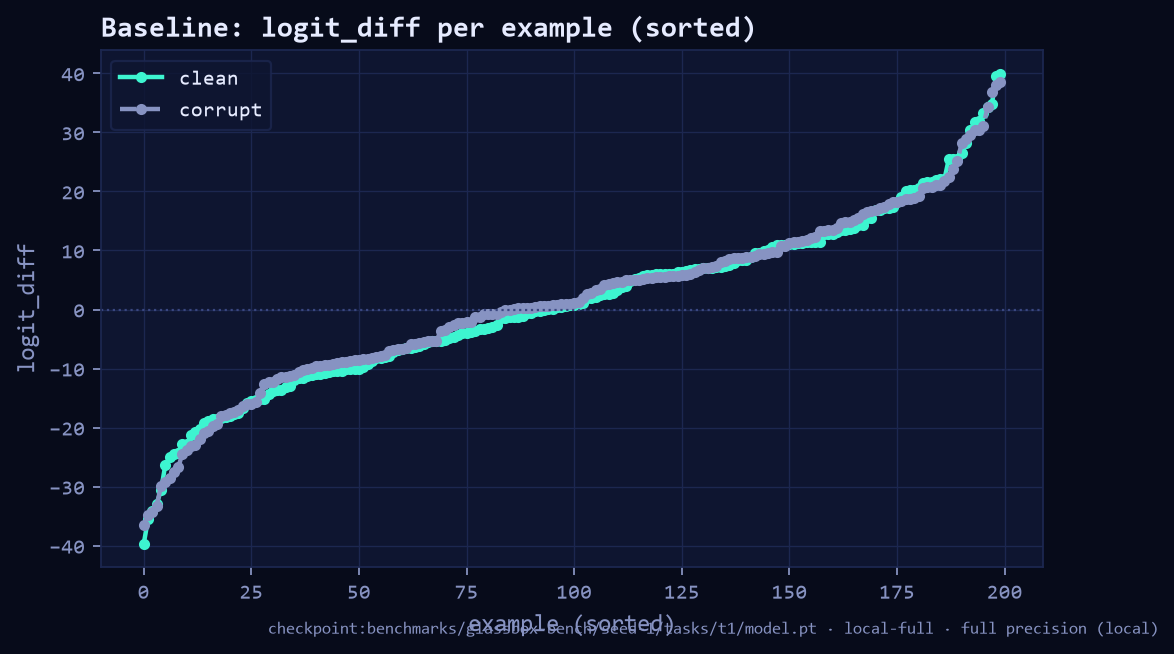 Baseline: logit_diff per example (sorted)
clean
corrupt
logit_diff
40
30
20
10
0
-10
-20
-30
-40
0 25 50 75 100 125 150 175 200
example (sorted)
checkpoint:benchmarks/glassbox-bench/seed-1/tasks/t1/model.pt · local-full · full precision (local)